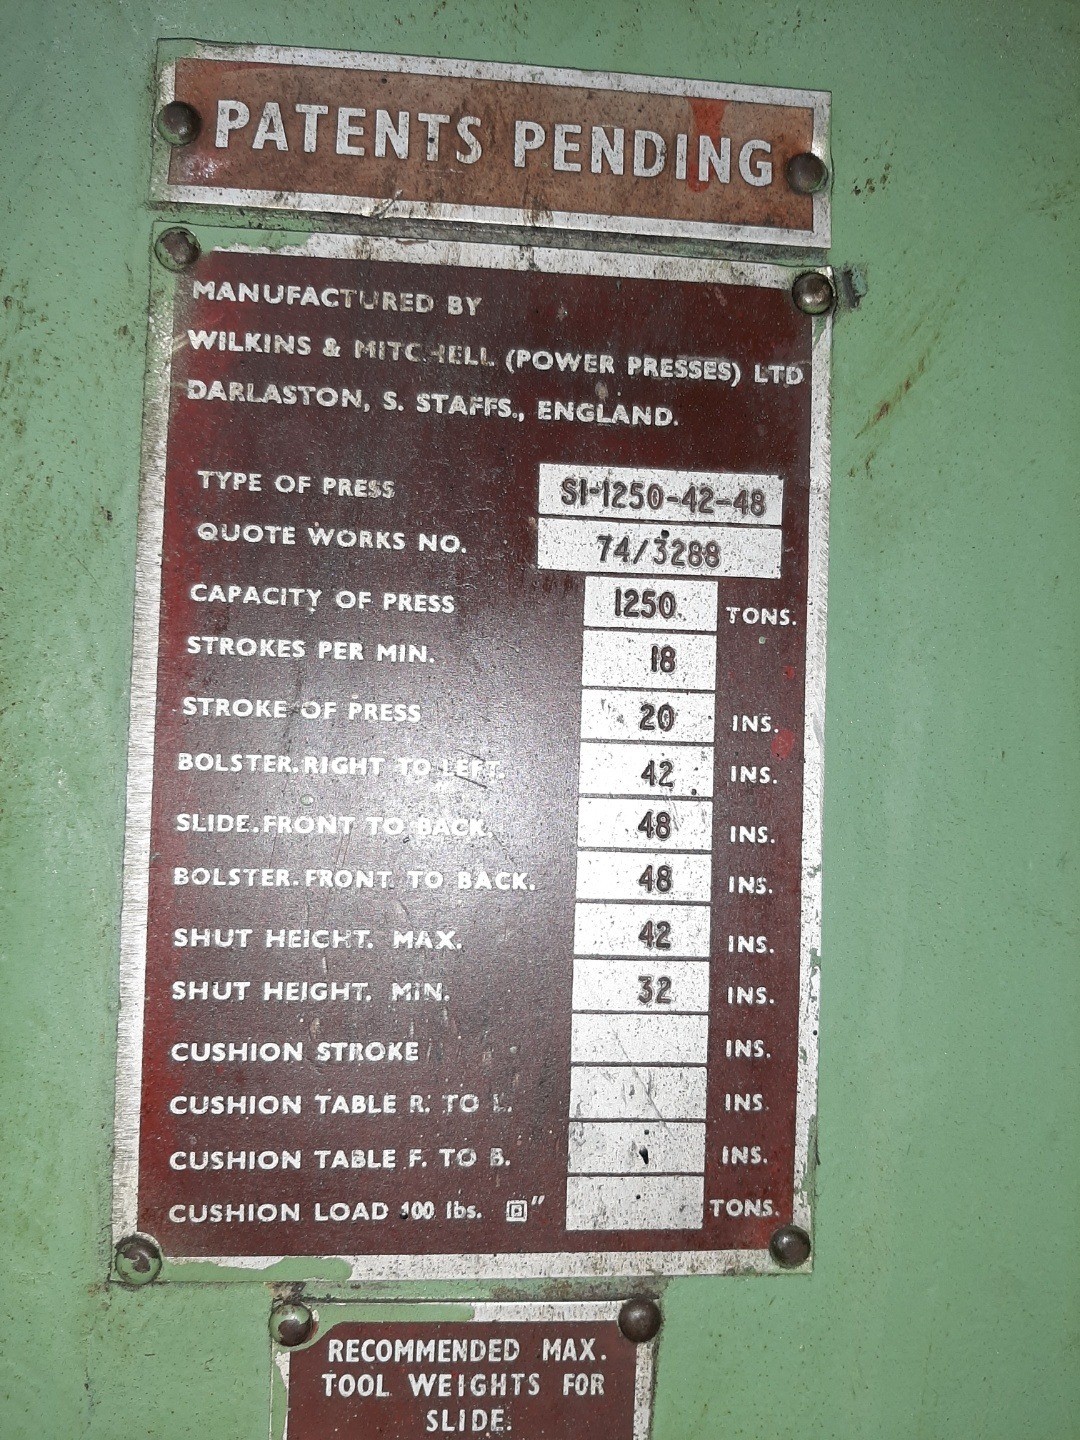 PATENTS PENDING
MANUFACTURED BY
WILKINS & MITCHELL (POWER PRESSES) LTD
DARLASTON, S. STAFFS., ENGLAND.
TYPE OF PRESS SI-1250-42-48
QUOTE WORKS NO. 74/3288
CAPACITY OF PRESS 1250 TONS.
STROKES PER MIN. 18
STROKE OF PRESS 20 INS.
BOLSTER. RIGHT TO LEFT. 42 INS.
SLIDE. FRONT TO BACK. 48 INS.
BOLSTER. FRONT TO BACK. 48 INS.
SHUT HEIGHT. MAX. 42 INS.
SHUT HEIGHT. MIN. 32 INS.
CUSHION STROKE INS.
CUSHION TABLE R. TO L. INS.
CUSHION TABLE F. TO B. INS.
CUSHION LOAD 100 lbs. ⧈" TONS.
RECOMMENDED MAX.
TOOL WEIGHTS FOR
SLIDE.